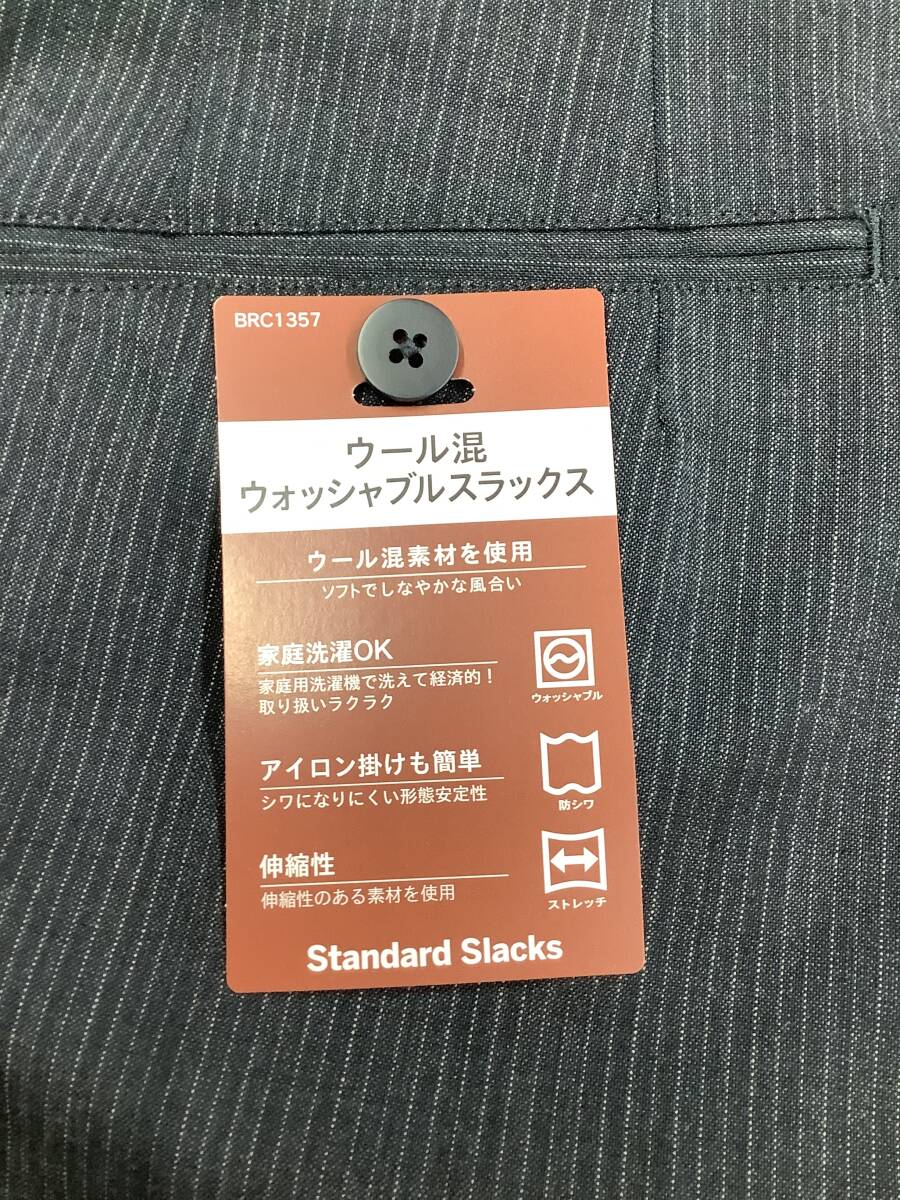 BRC1357
ウール混
ウォッシャブルスラックス
ウール混素材を使用
ソフトでしなやかな風合い
家庭洗濯OK
家庭用洗濯機で洗えて経済的！
取り扱いラクラク
ウォッシャブル
アイロン掛けも簡単
シワになりにくい形態安定性
防シワ
伸縮性
伸縮性のある素材を使用
ストレッチ
Standard Slacks